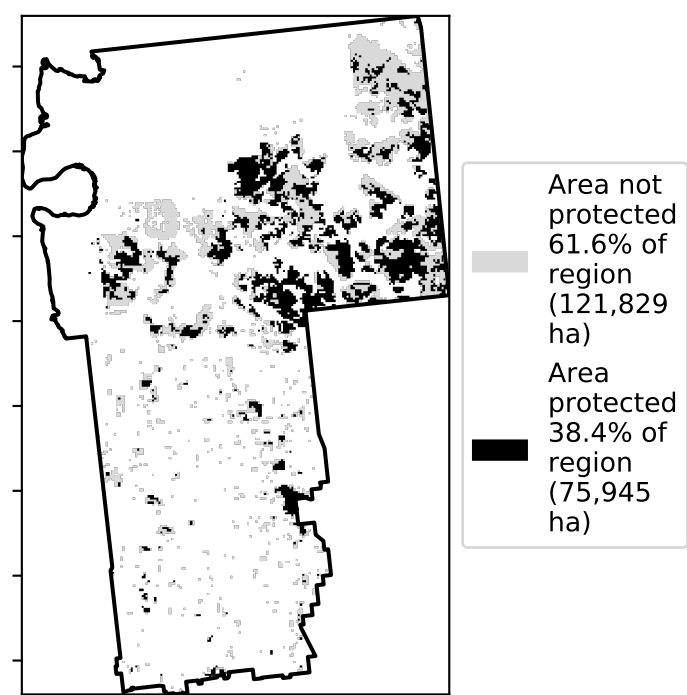 Area not
protected
61.6% of
region
(121,829
ha)
Area
protected
38.4% of
region
(75,945
ha)